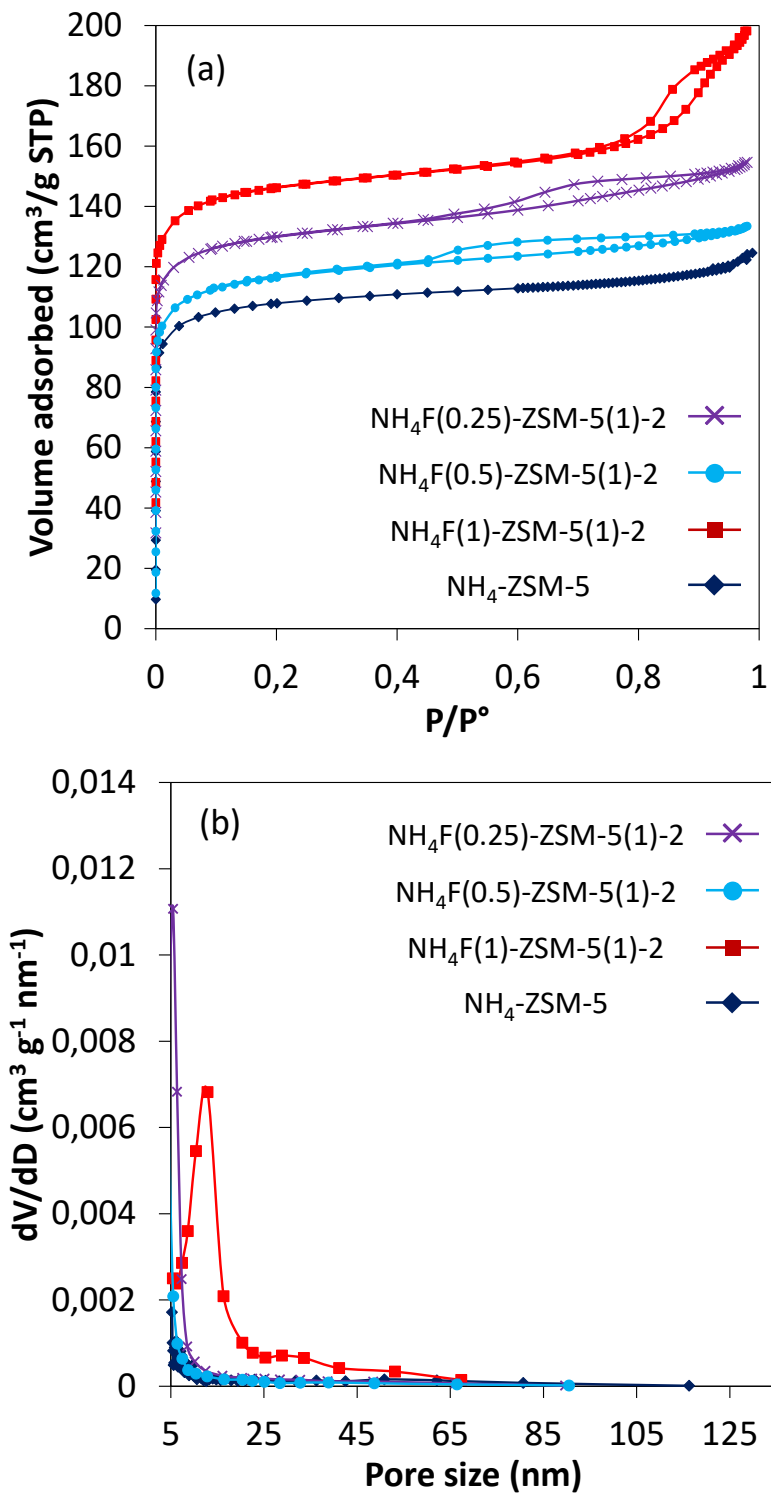 (a)
Volume adsorbed (cm³/g STP)
200
180
160
140
120
100
80
60
40
20
0
NH₄F(0.25)-ZSM-5(1)-2
NH₄F(0.5)-ZSM-5(1)-2
NH₄F(1)-ZSM-5(1)-2
NH₄-ZSM-5
0 0,2 0,4 0,6 0,8 1
P/P°
(b)
dV/dD (cm³ g⁻¹ nm⁻¹)
0,014
0,012
0,01
0,008
0,006
0,004
0,002
0
NH₄F(0.25)-ZSM-5(1)-2
NH₄F(0.5)-ZSM-5(1)-2
NH₄F(1)-ZSM-5(1)-2
NH₄-ZSM-5
5 25 45 65 85 105 125
Pore size (nm)